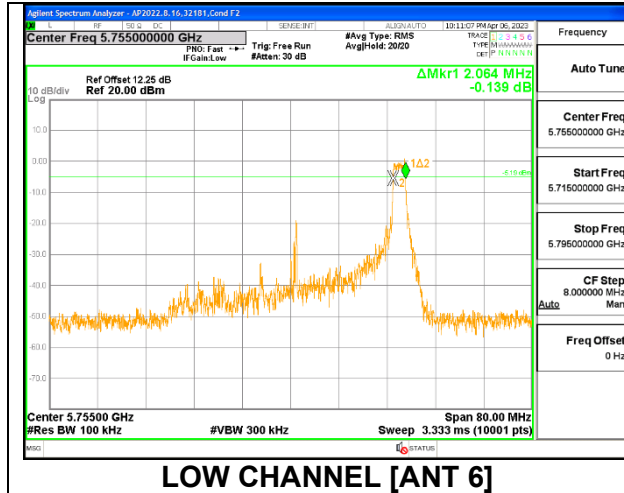 Agilent Spectrum Analyzer - AP2022.8.16,32181,Cond F2
L RF 50 Ω DC SENSE:INT ALIGNAUTO 10:11:07 PM Apr 06, 2023
Center Freq 5.755000000 GHz
PNO: Fast
IFGain:Low
Trig: Free Run
#Atten: 30 dB
#Avg Type: RMS
Avg|Hold: 20/20
TRACE 1 2 3 4 5 6
TYPE M
DET P N N N N N
Frequency
Ref Offset 12.25 dB
ΔMkr1 2.064 MHz
10 dB/div Ref 20.00 dBm
-0.139 dB
Log
10.0
0.00
-10.0
-20.0
-30.0
-40.0
-50.0
-60.0
-70.0
1Δ2
2
Auto Tune
Center Freq
5.755000000 GHz
Start Freq
5.715000000 GHz
Stop Freq
5.795000000 GHz
CF Step
8.000000 MHz
Auto Man
Freq Offset
0 Hz
Center 5.75500 GHz Span 80.00 MHz
#Res BW 100 kHz #VBW 300 kHz Sweep 3.333 ms (10001 pts)
MSG STATUS
LOW CHANNEL [ANT 6]